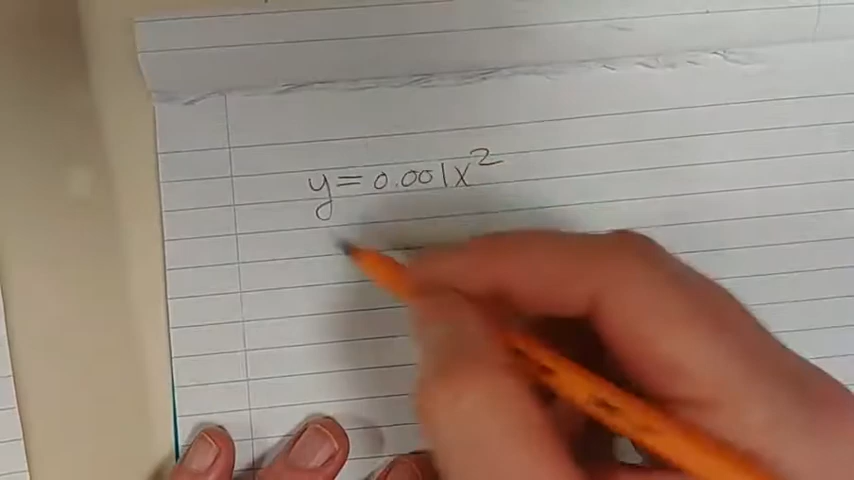 y = 0.001x²